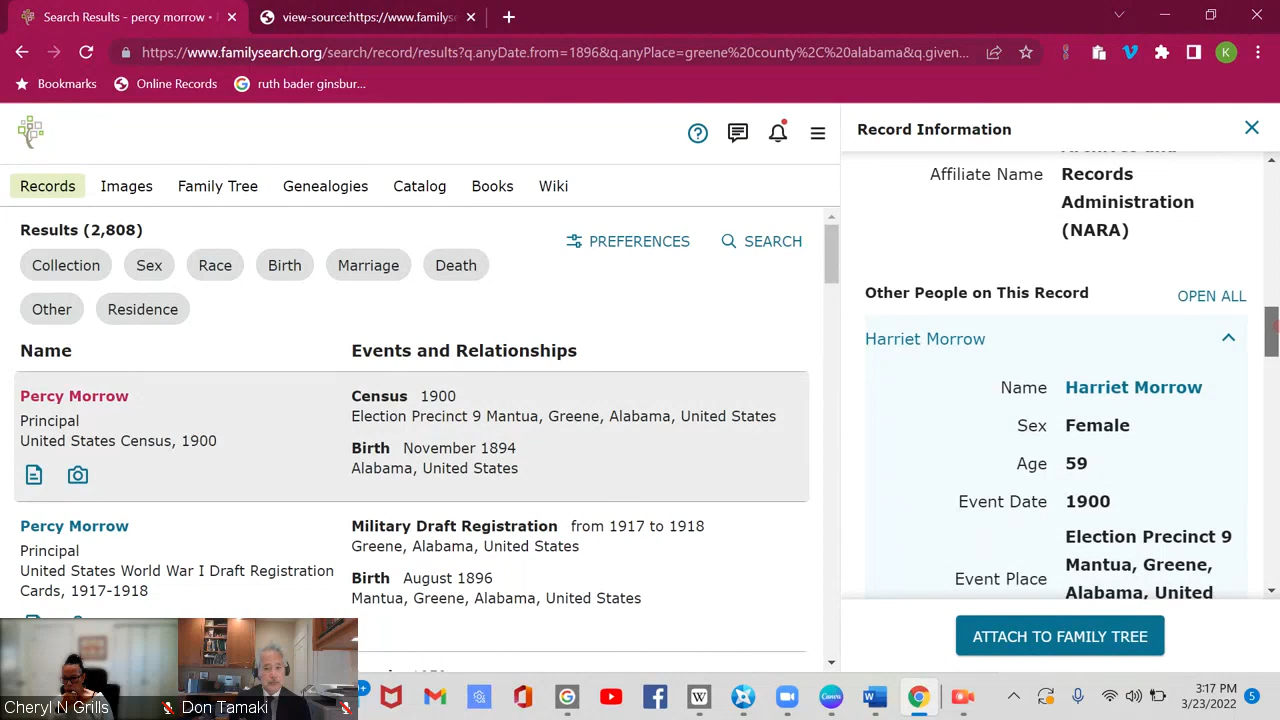 Search Results - percy morrow •
view-source:https://www.familys
https://www.familysearch.org/search/record/results?q.anyDate.from=1896&q.anyPlace=greene%20county%2C%20alabama&q.given...
K
Bookmarks
Online Records
ruth bader ginsbur...
Records
Images
Family Tree
Genealogies
Catalog
Books
Wiki
Results (2,808)
PREFERENCES
SEARCH
Collection
Sex
Race
Birth
Marriage
Death
Other
Residence
Name
Events and Relationships
Percy Morrow
Principal
United States Census, 1900
Census 1900
Election Precinct 9 Mantua, Greene, Alabama, United States
Birth November 1894
Alabama, United States
Percy Morrow
Principal
United States World War I Draft Registration
Cards, 1917-1918
Military Draft Registration from 1917 to 1918
Greene, Alabama, United States
Birth August 1896
Mantua, Greene, Alabama, United States
Record Information
Archives and
Affiliate Name Records
Administration
(NARA)
Other People on This Record
OPEN ALL
Harriet Morrow
Name Harriet Morrow
Sex Female
Age 59
Event Date 1900
Election Precinct 9
Mantua, Greene,
Event Place
Alabama, United
ATTACH TO FAMILY TREE
Cheryl N Grills
Don Tamaki
3:17 PM
3/23/2022
5